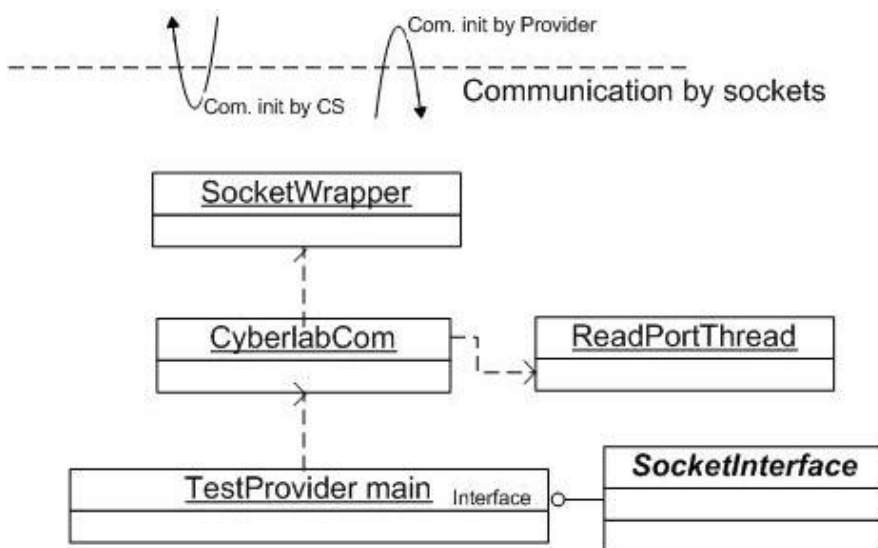 Com. init by Provider
Com. init by CS
Communication by sockets
SocketWrapper
CyberlabCom
ReadPortThread
SocketInterface
TestProvider main
Interface